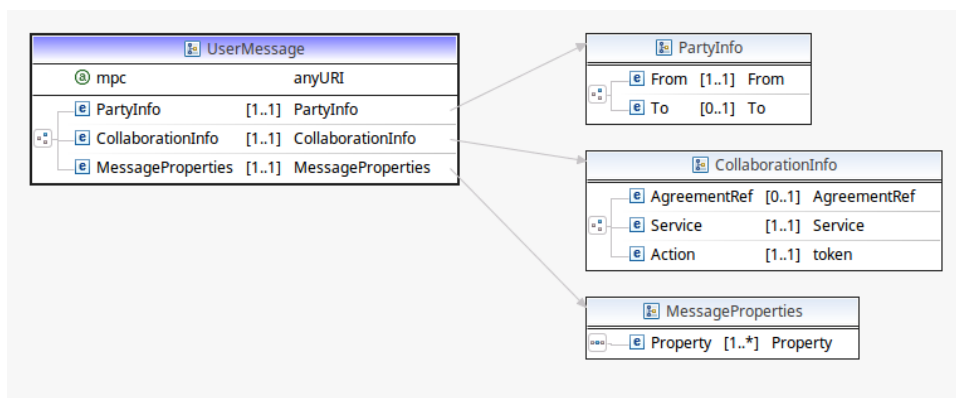 UserMessage
mpc anyURI
PartyInfo [1..1] PartyInfo
CollaborationInfo [1..1] CollaborationInfo
MessageProperties [1..1] MessageProperties
PartyInfo
From [1..1] From
To [0..1] To
CollaborationInfo
AgreementRef [0..1] AgreementRef
Service [1..1] Service
Action [1..1] token
MessageProperties
Property [1..*] Property